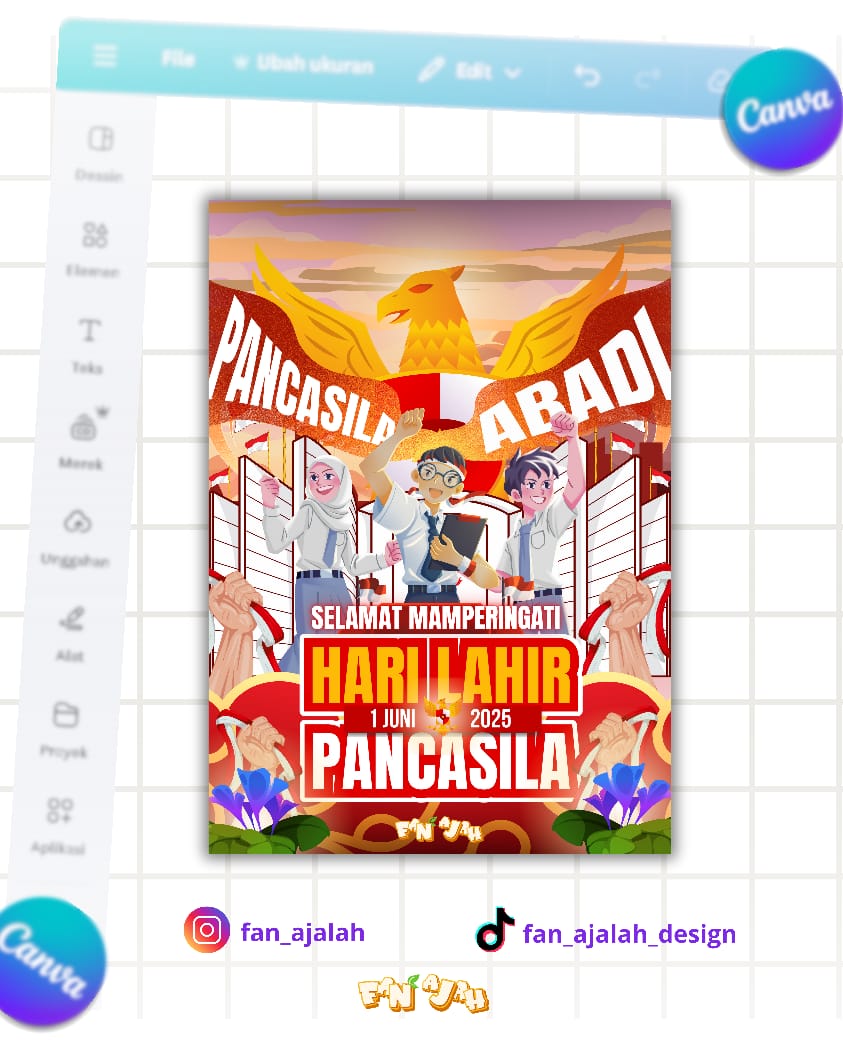 File Ubah ukuran Edit
Canva
Dessin
Elemen
Teks
Merek
Unggahan
Alat
Proyek
Aplikasi
PANCASILA ABADI
SELAMAT MAMPERINGATI
HARI LAHIR
1 JUNI 2025
PANCASILA
FAN AJAH
Canva
fan_ajalah fan_ajalah_design
FAN AJAH